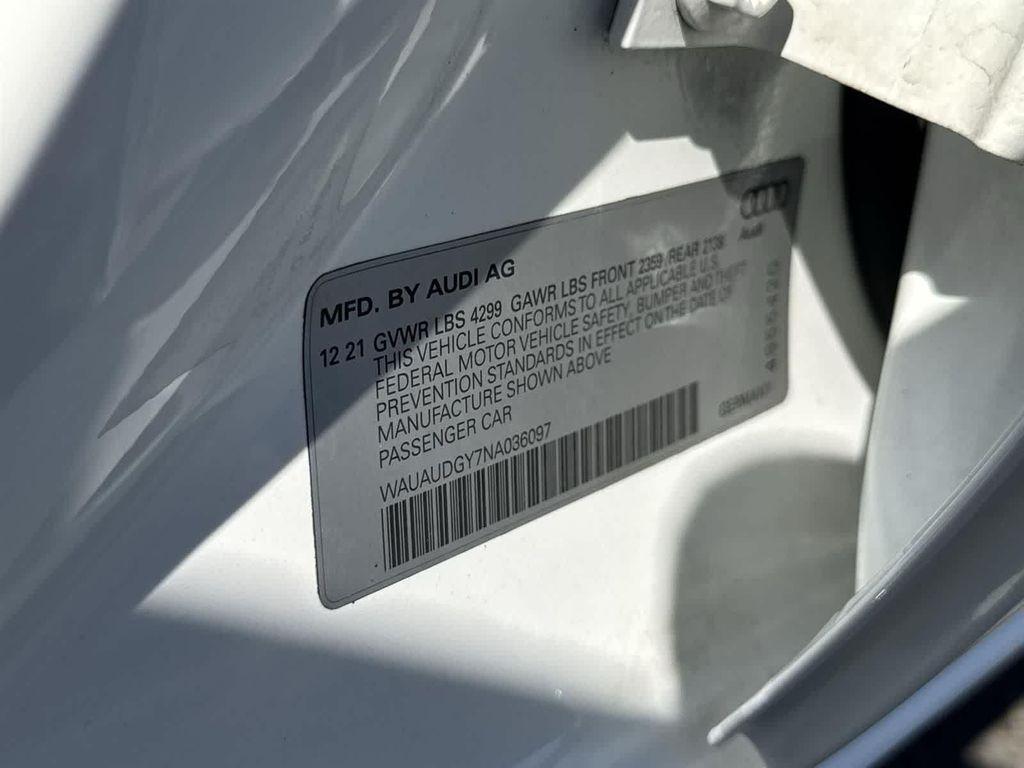 Audi
MFD. BY AUDI AG
12 21 GVWR LBS 4299 GAWR LBS FRONT 2359 REAR 2138
THIS VEHICLE CONFORMS TO ALL APPLICABLE U.S.
FEDERAL MOTOR VEHICLE SAFETY, BUMPER AND THEFT
PREVENTION STANDARDS IN EFFECT ON THE DATE OF
MANUFACTURE SHOWN ABOVE
PASSENGER CAR
WAUAUDGY7NA036097
GERMANY